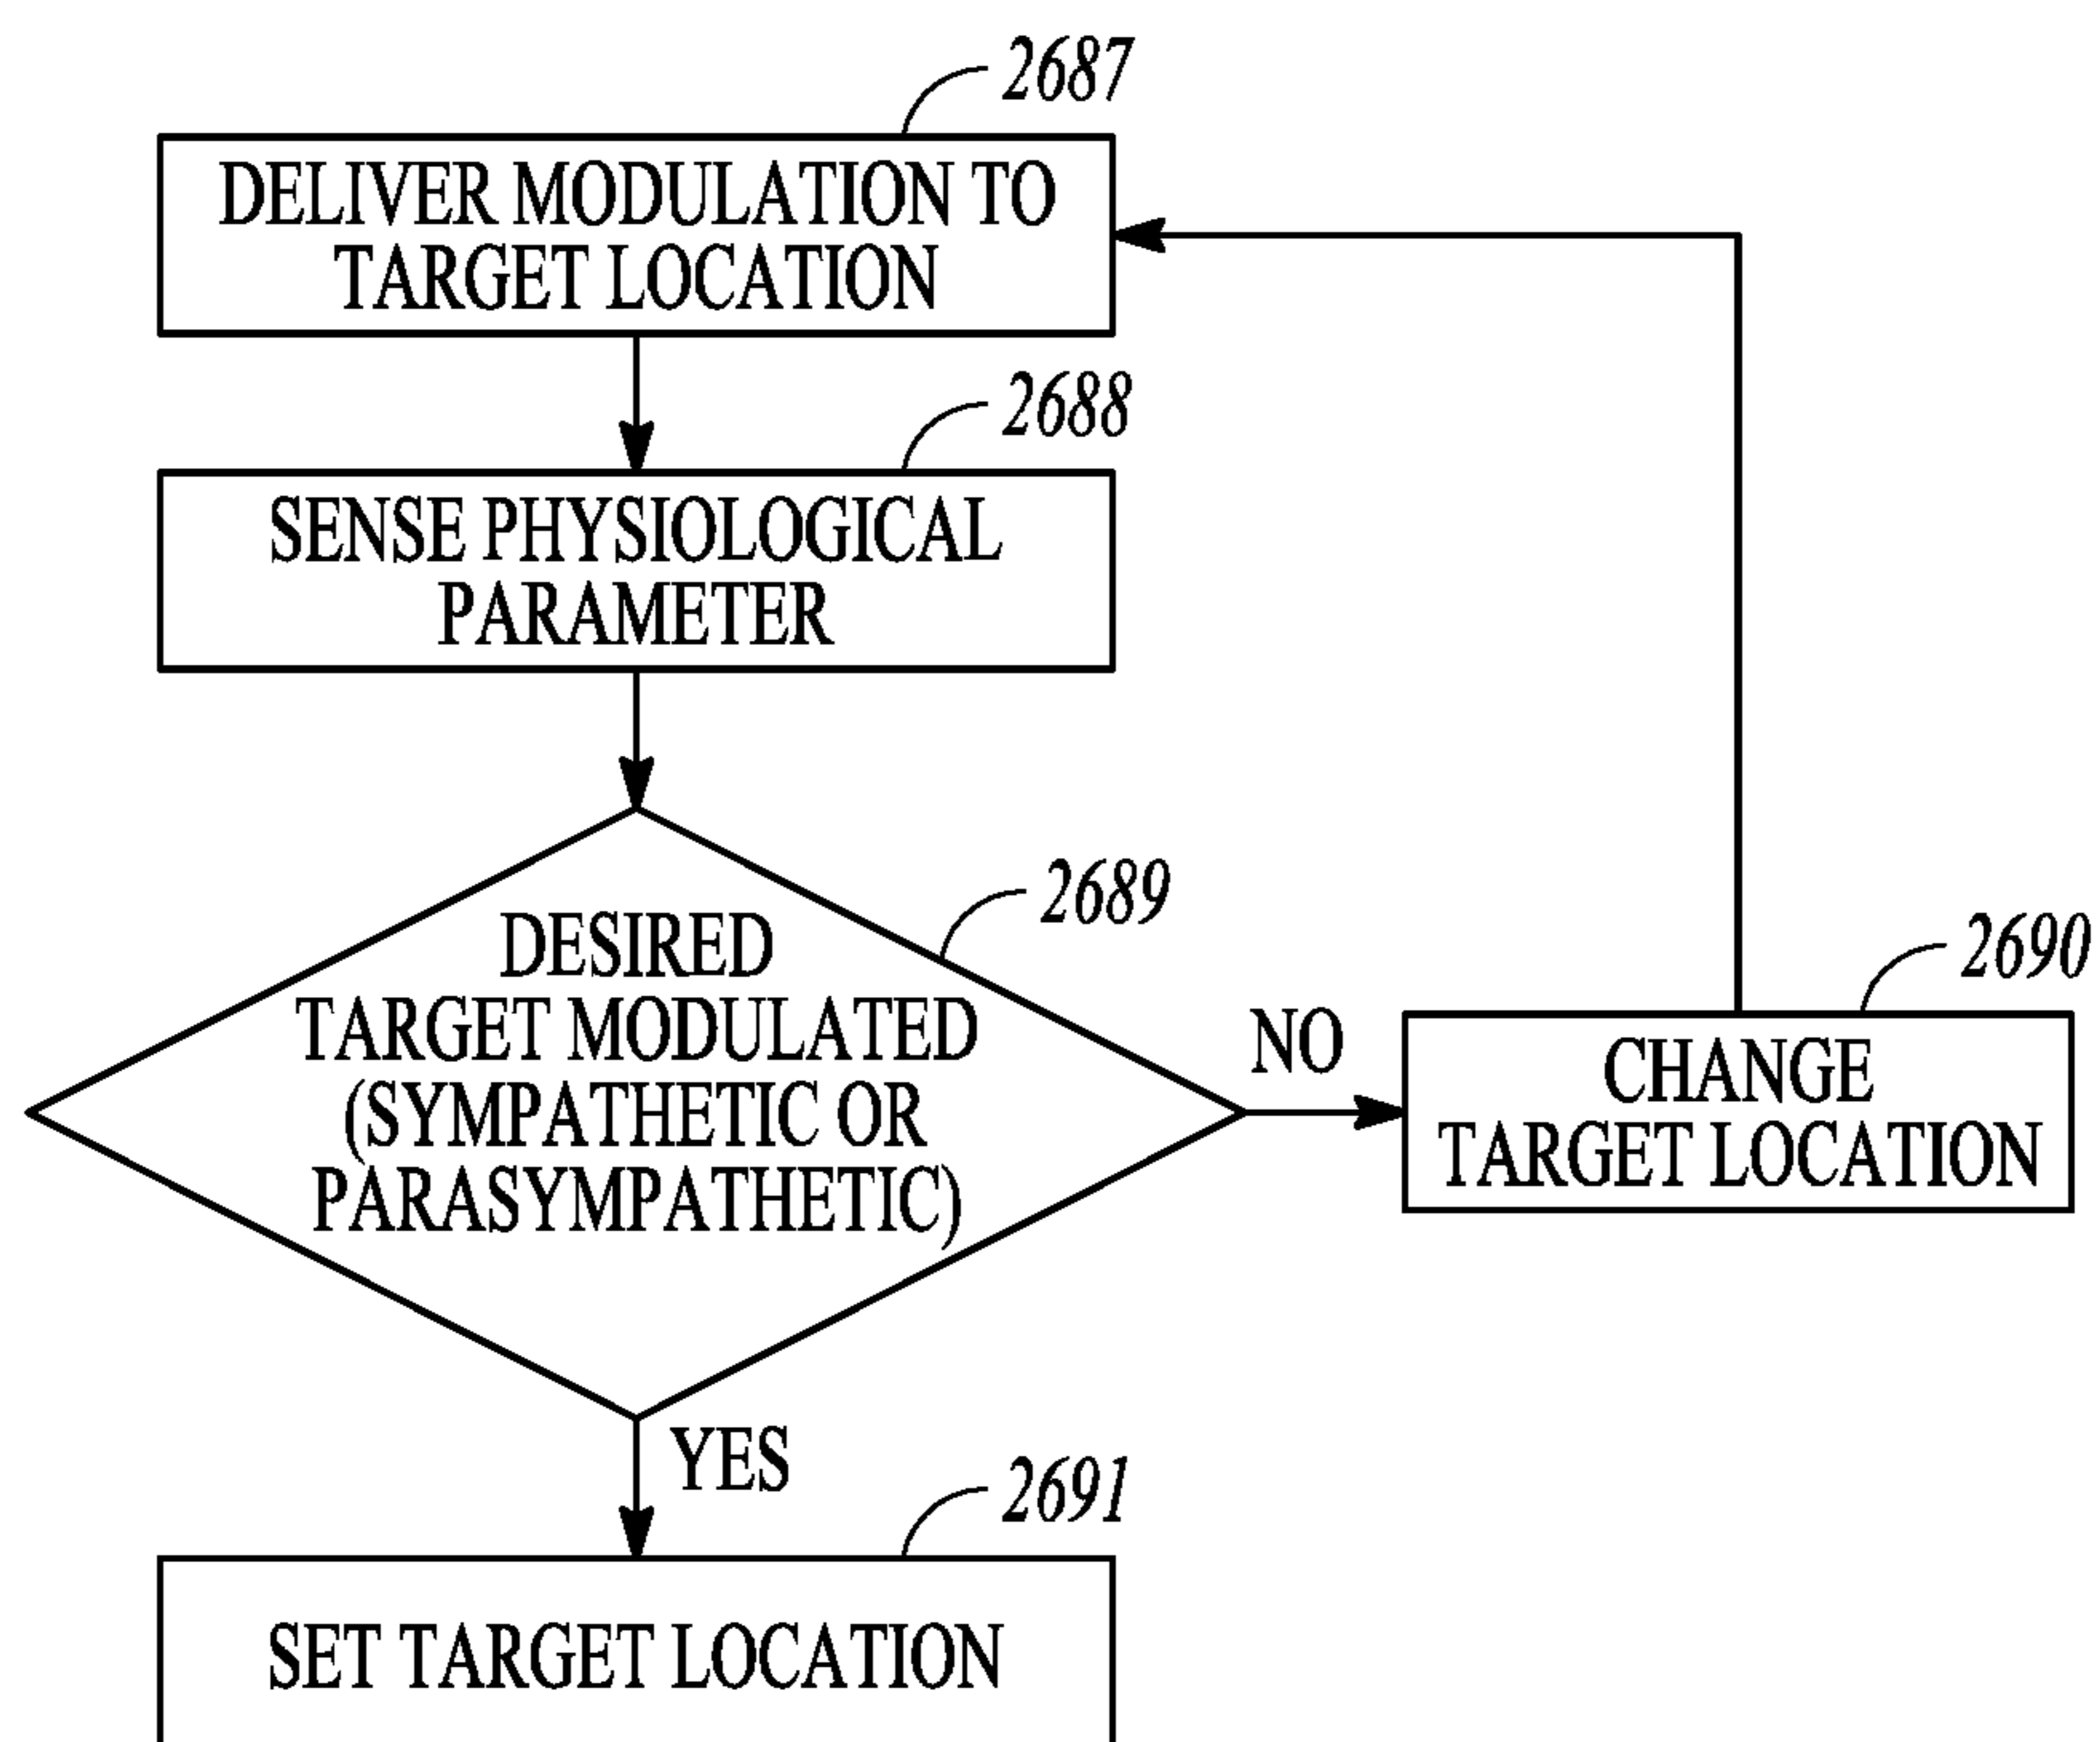 2687
DELIVER MODULATION TO
TARGET LOCATION
2688
SENSE PHYSIOLOGICAL
PARAMETER
2689
DESIRED
TARGET MODULATED
(SYMPATHETIC OR
PARASYMPATHETIC)
NO
2690
CHANGE
TARGET LOCATION
YES
2691
SET TARGET LOCATION